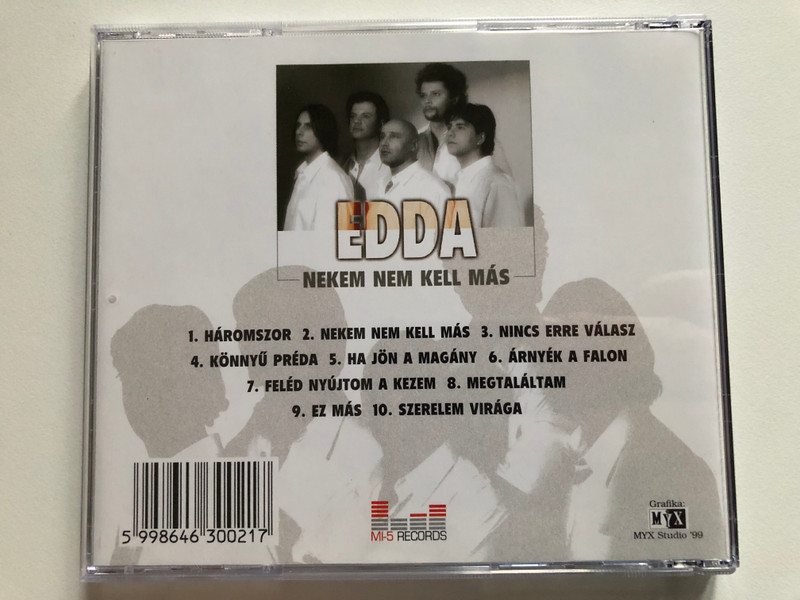 EDDA
NEKEM NEM KELL MÁS
1. HÁROMSZOR 2. NEKEM NEM KELL MÁS 3. NINCS ERRE VÁLASZ
4. KÖNNYŰ PRÉDA 5. HA JÖN A MAGÁNY 6. ÁRNYÉK A FALON
7. FELÉD NYÚJTOM A KEZEM 8. MEGTALÁLTAM
9. EZ MÁS 10. SZERELEM VIRÁGA
5 998646 300217
MI-5 RECORDS
Grafika:
MYX
MYX Studio '99